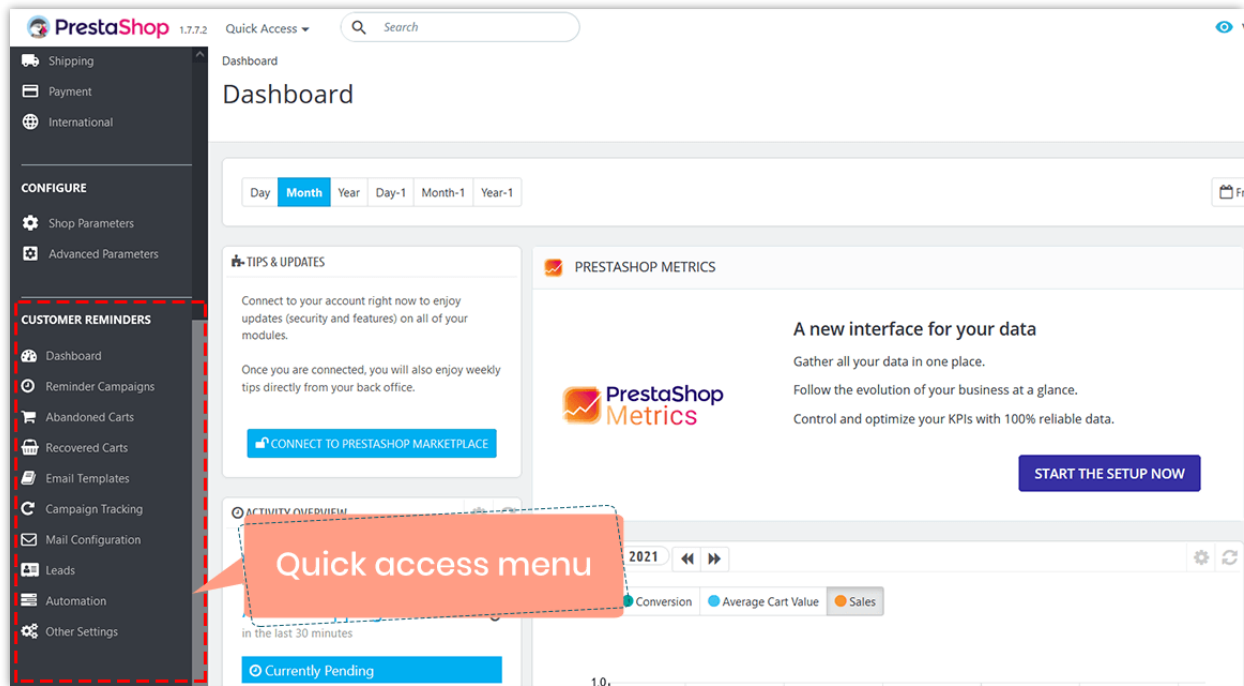 PrestaShop 1.7.7.2 Quick Access Search
Shipping
Payment
International
CONFIGURE
Shop Parameters
Advanced Parameters
CUSTOMER REMINDERS
Dashboard
Reminder Campaigns
Abandoned Carts
Recovered Carts
Email Templates
Campaign Tracking
Mail Configuration
Leads
Automation
Other Settings
Dashboard
Dashboard
Day Month Year Day-1 Month-1 Year-1
TIPS & UPDATES
Connect to your account right now to enjoy
updates (security and features) on all of your
modules.
Once you are connected, you will also enjoy weekly
tips directly from your back office.
CONNECT TO PRESTASHOP MARKETPLACE
PRESTASHOP METRICS
PrestaShop
Metrics
A new interface for your data
Gather all your data in one place.
Follow the evolution of your business at a glance.
Control and optimize your KPIs with 100% reliable data.
START THE SETUP NOW
ACTIVITY OVERVIEW
Quick access menu
in the last 30 minutes
Currently Pending
2021
Conversion Average Cart Value Sales
1.0